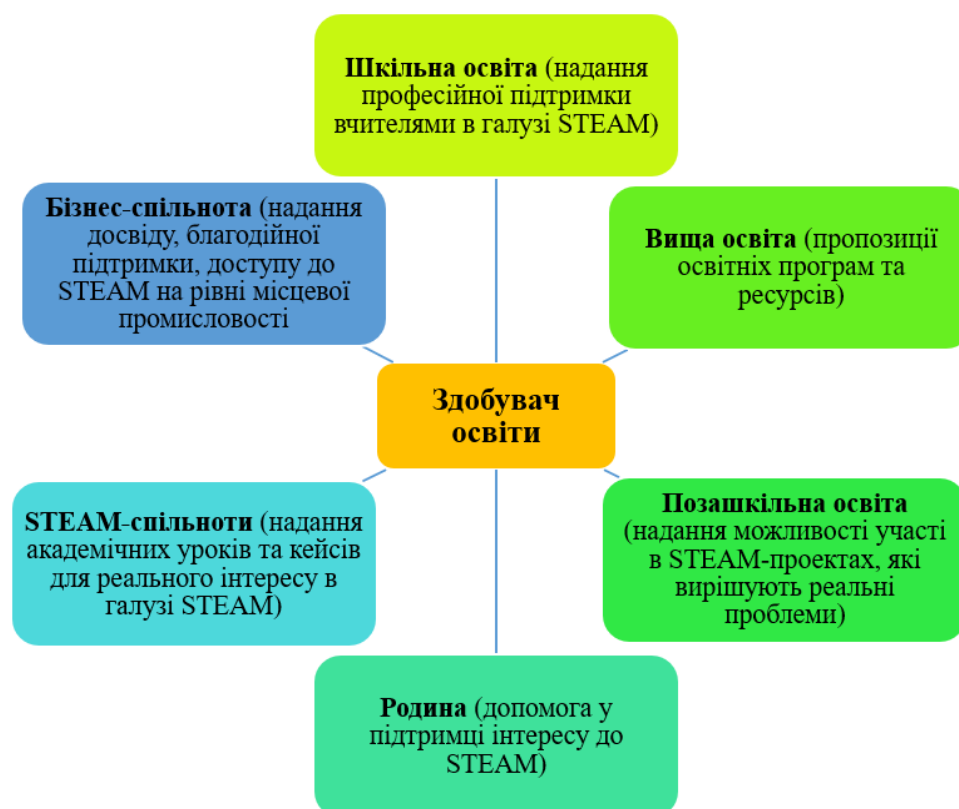 Шкільна освіта (надання
професійної підтримки
вчителями в галузі STEAM)
Бізнес-спільнота (надання
досвіду, благодійної
підтримки, доступу до
STEAM на рівні місцевої
промисловості
Вища освіта (пропозиції
освітніх програм та
ресурсів)
Здобувач
освіти
STEAM-спільноти (надання
академічних уроків та кейсів
для реального інтересу в
галузі STEAM)
Позашкільна освіта
(надання можливості участі
в STEAM-проектах, які
вирішують реальні
проблеми)
Родина (допомога у
підтримці інтересу до
STEAM)